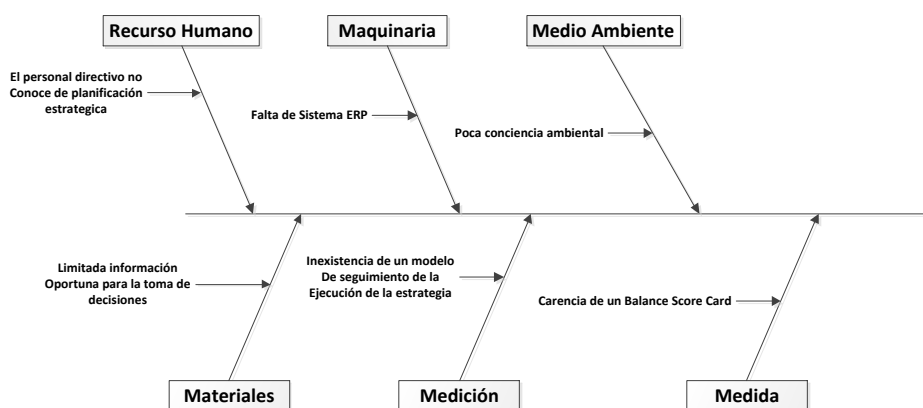 Recurso Humano
Maquinaria
Medio Ambiente
El personal directivo no
Conoce de planificación
estrategica
Falta de Sistema ERP
Poca conciencia ambiental
Limitada información
Oportuna para la toma de
decisiones
Inexistencia de un modelo
De seguimiento de la
Ejecución de la estrategia
Carencia de un Balance Score Card
Materiales
Medición
Medida